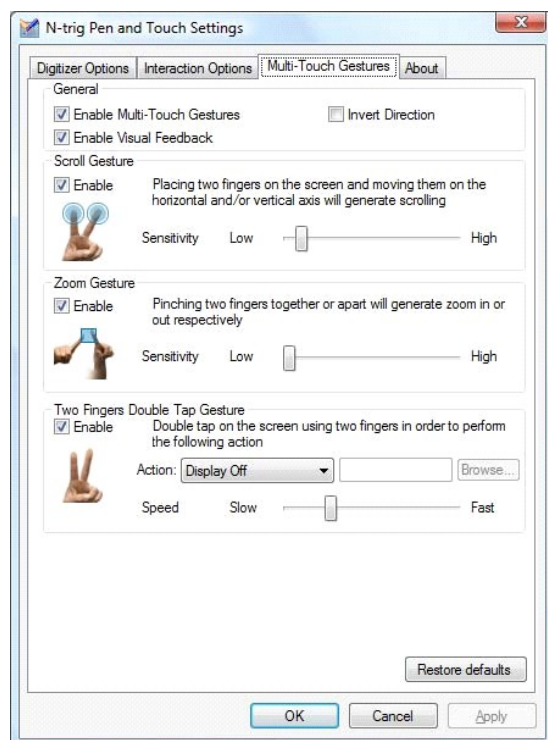 N-trig Pen and Touch Settings
Digitizer Options Interaction Options Multi-Touch Gestures About
General
Enable Multi-Touch Gestures Invert Direction
Enable Visual Feedback
Scroll Gesture
Enable Placing two fingers on the screen and moving them on the
horizontal and/or vertical axis will generate scrolling
Sensitivity Low High
Zoom Gesture
Enable Pinching two fingers together or apart will generate zoom in or
out respectively
Sensitivity Low High
Two Fingers Double Tap Gesture
Enable Double tap on the screen using two fingers in order to perform
the following action
Action: Display Off Browse...
Speed Slow Fast
Restore defaults
OK Cancel Apply